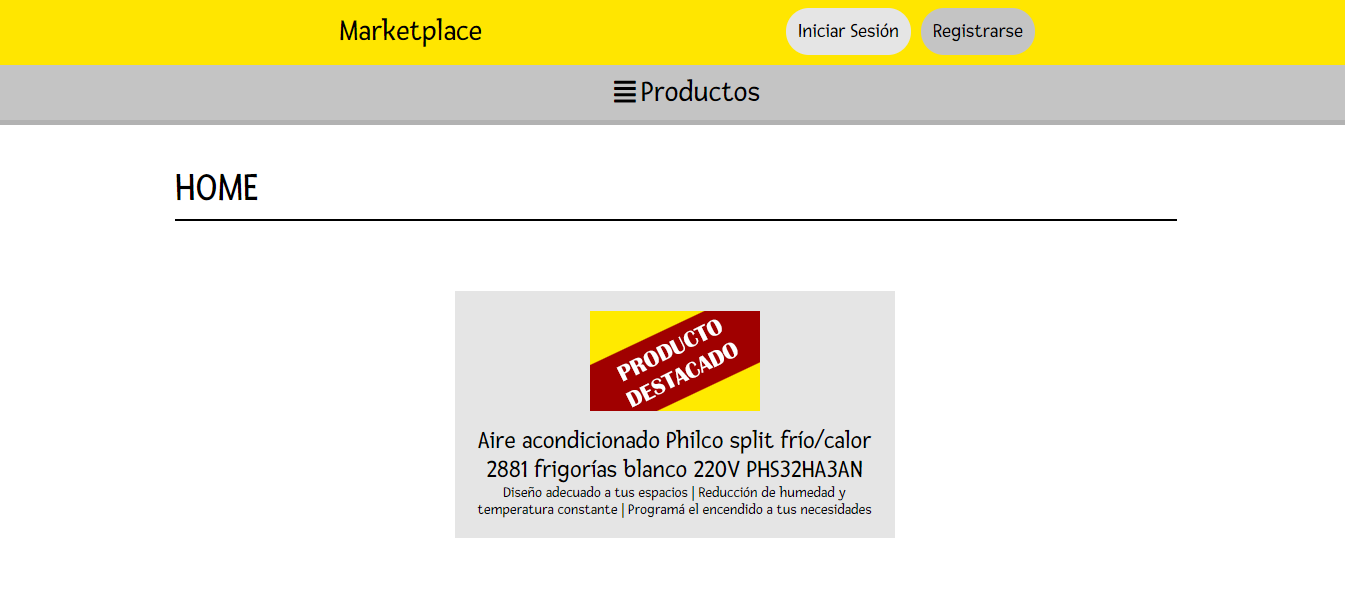 Marketplace
Iniciar Sesión
Registrarse
Productos
HOME
PRODUCTO
DESTACADO
Aire acondicionado Philco split frío/calor
2881 frigorías blanco 220V PHS32HA3AN
Diseño adecuado a tus espacios | Reducción de humedad y
temperatura constante | Programá el encendido a tus necesidades